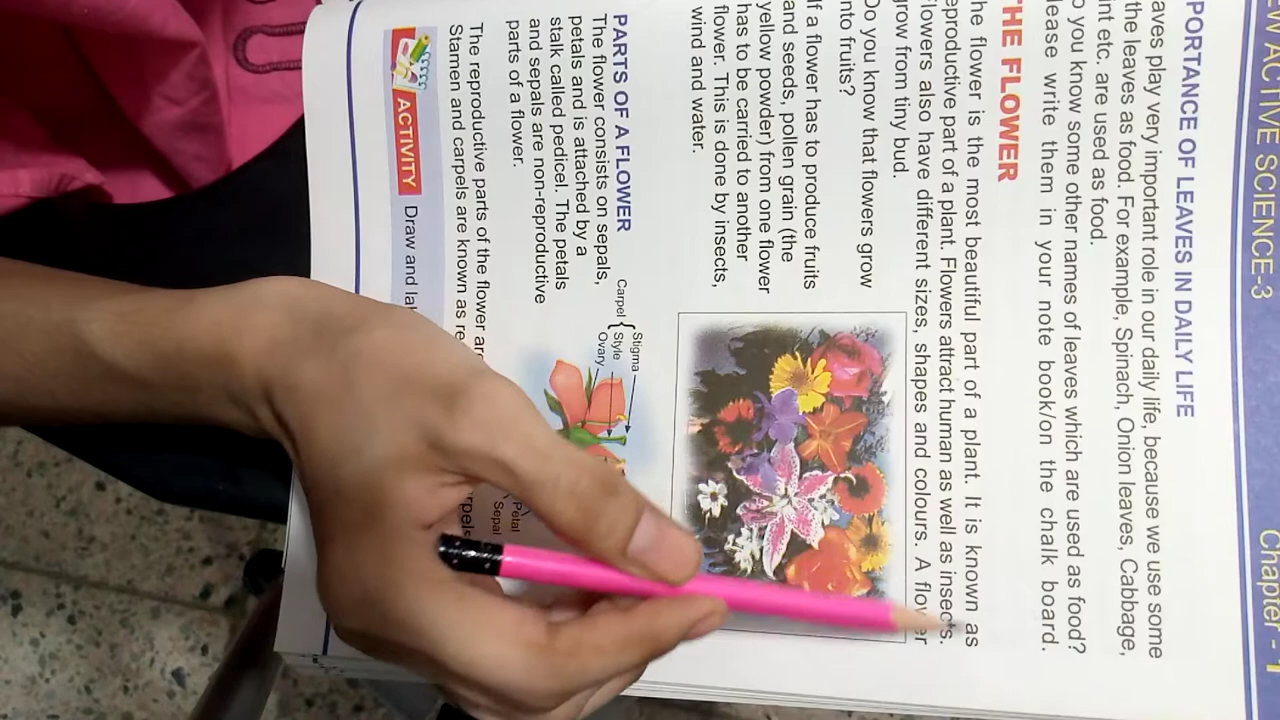 EW ACTIVE SCIENCE-3
Chapter - 1
PORTANCE OF LEAVES IN DAILY LIFE
aves play very important role in our daily life, because we use some
the leaves as food. For example, Spinach, Onion leaves, Cabbage,
int etc. are used as food.
o you know some other names of leaves which are used as food?
lease write them in your note book/on the chalk board.
THE FLOWER
he flower is the most beautiful part of a plant. It is known as
eproductive part of a plant. Flowers attract human as well as insects.
lowers also have different sizes, shapes and colours. A flower
grow from tiny bud.
Do you know that flowers grow
nto fruits?
If a flower has to produce fruits
and seeds, pollen grain (the
yellow powder) from one flower
has to be carried to another
flower. This is done by insects,
wind and water.
PARTS OF A FLOWER
The flower consists on sepals,
petals and is attached by a
stalk called pedicel. The petals
and sepals are non-reproductive
parts of a flower.
Carpel
Stigma
Style
Ovary
Petal
Sepal
The reproductive parts of the flower are
Stamen and carpels are known as re
rpels
ACTIVITY Draw and la